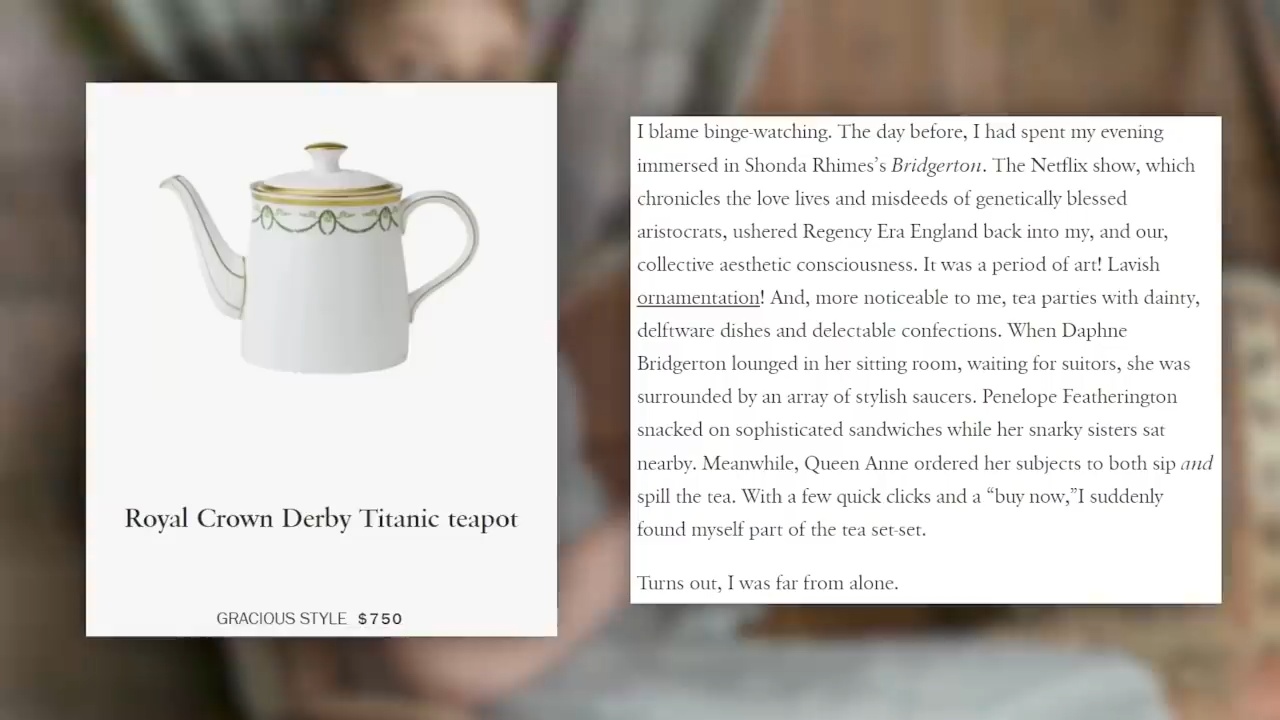 Royal Crown Derby Titanic teapot
GRACIOUS STYLE $750
I blame binge-watching. The day before, I had spent my evening
immersed in Shonda Rhimes’s Bridgerton. The Netflix show, which
chronicles the love lives and misdeeds of genetically blessed
aristocrats, ushered Regency Era England back into my, and our,
collective aesthetic consciousness. It was a period of art! Lavish
ornamentation! And, more noticeable to me, tea parties with dainty,
delftware dishes and delectable confections. When Daphne
Bridgerton lounged in her sitting room, waiting for suitors, she was
surrounded by an array of stylish saucers. Penelope Featherington
snacked on sophisticated sandwiches while her snarky sisters sat
nearby. Meanwhile, Queen Anne ordered her subjects to both sip and
spill the tea. With a few quick clicks and a “buy now,”I suddenly
found myself part of the tea set-set.
Turns out, I was far from alone.